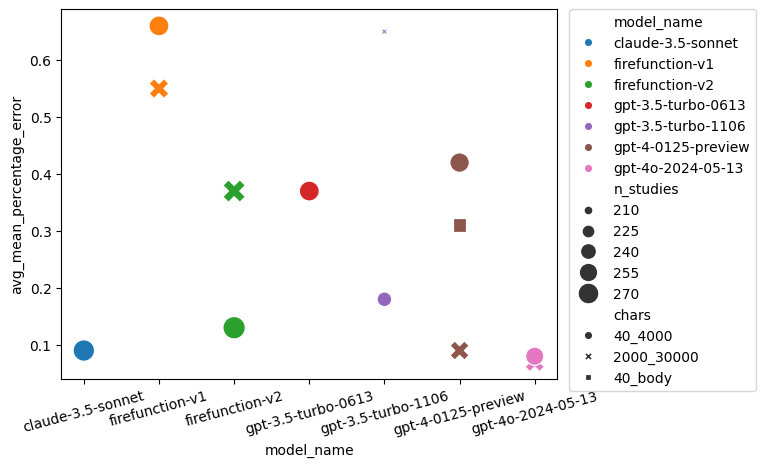 avg_mean_percentage_error
0.6
0.5
0.4
0.3
0.2
0.1
claude-3.5-sonnet
firefunction-v1
firefunction-v2
gpt-3.5-turbo-0613
gpt-3.5-turbo-1106
gpt-4-0125-preview
gpt-4o-2024-05-13
model_name
model_name
claude-3.5-sonnet
firefunction-v1
firefunction-v2
gpt-3.5-turbo-0613
gpt-3.5-turbo-1106
gpt-4-0125-preview
gpt-4o-2024-05-13
n_studies
210
225
240
255
270
chars
40_4000
2000_30000
40_body